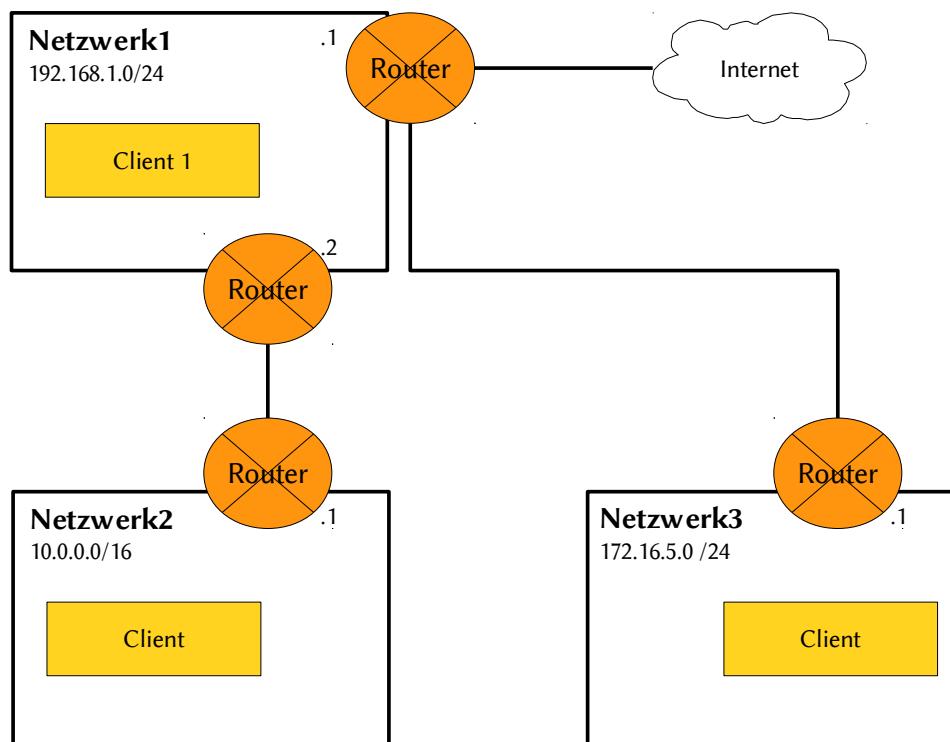 Netzwerk1
192.168.1.0/24
.1
Router
Internet
Client 1
.2
Router
Router
.1
Netzwerk2
10.0.0.0/16
Client
Router
.1
Netzwerk3
172.16.5.0 /24
Client